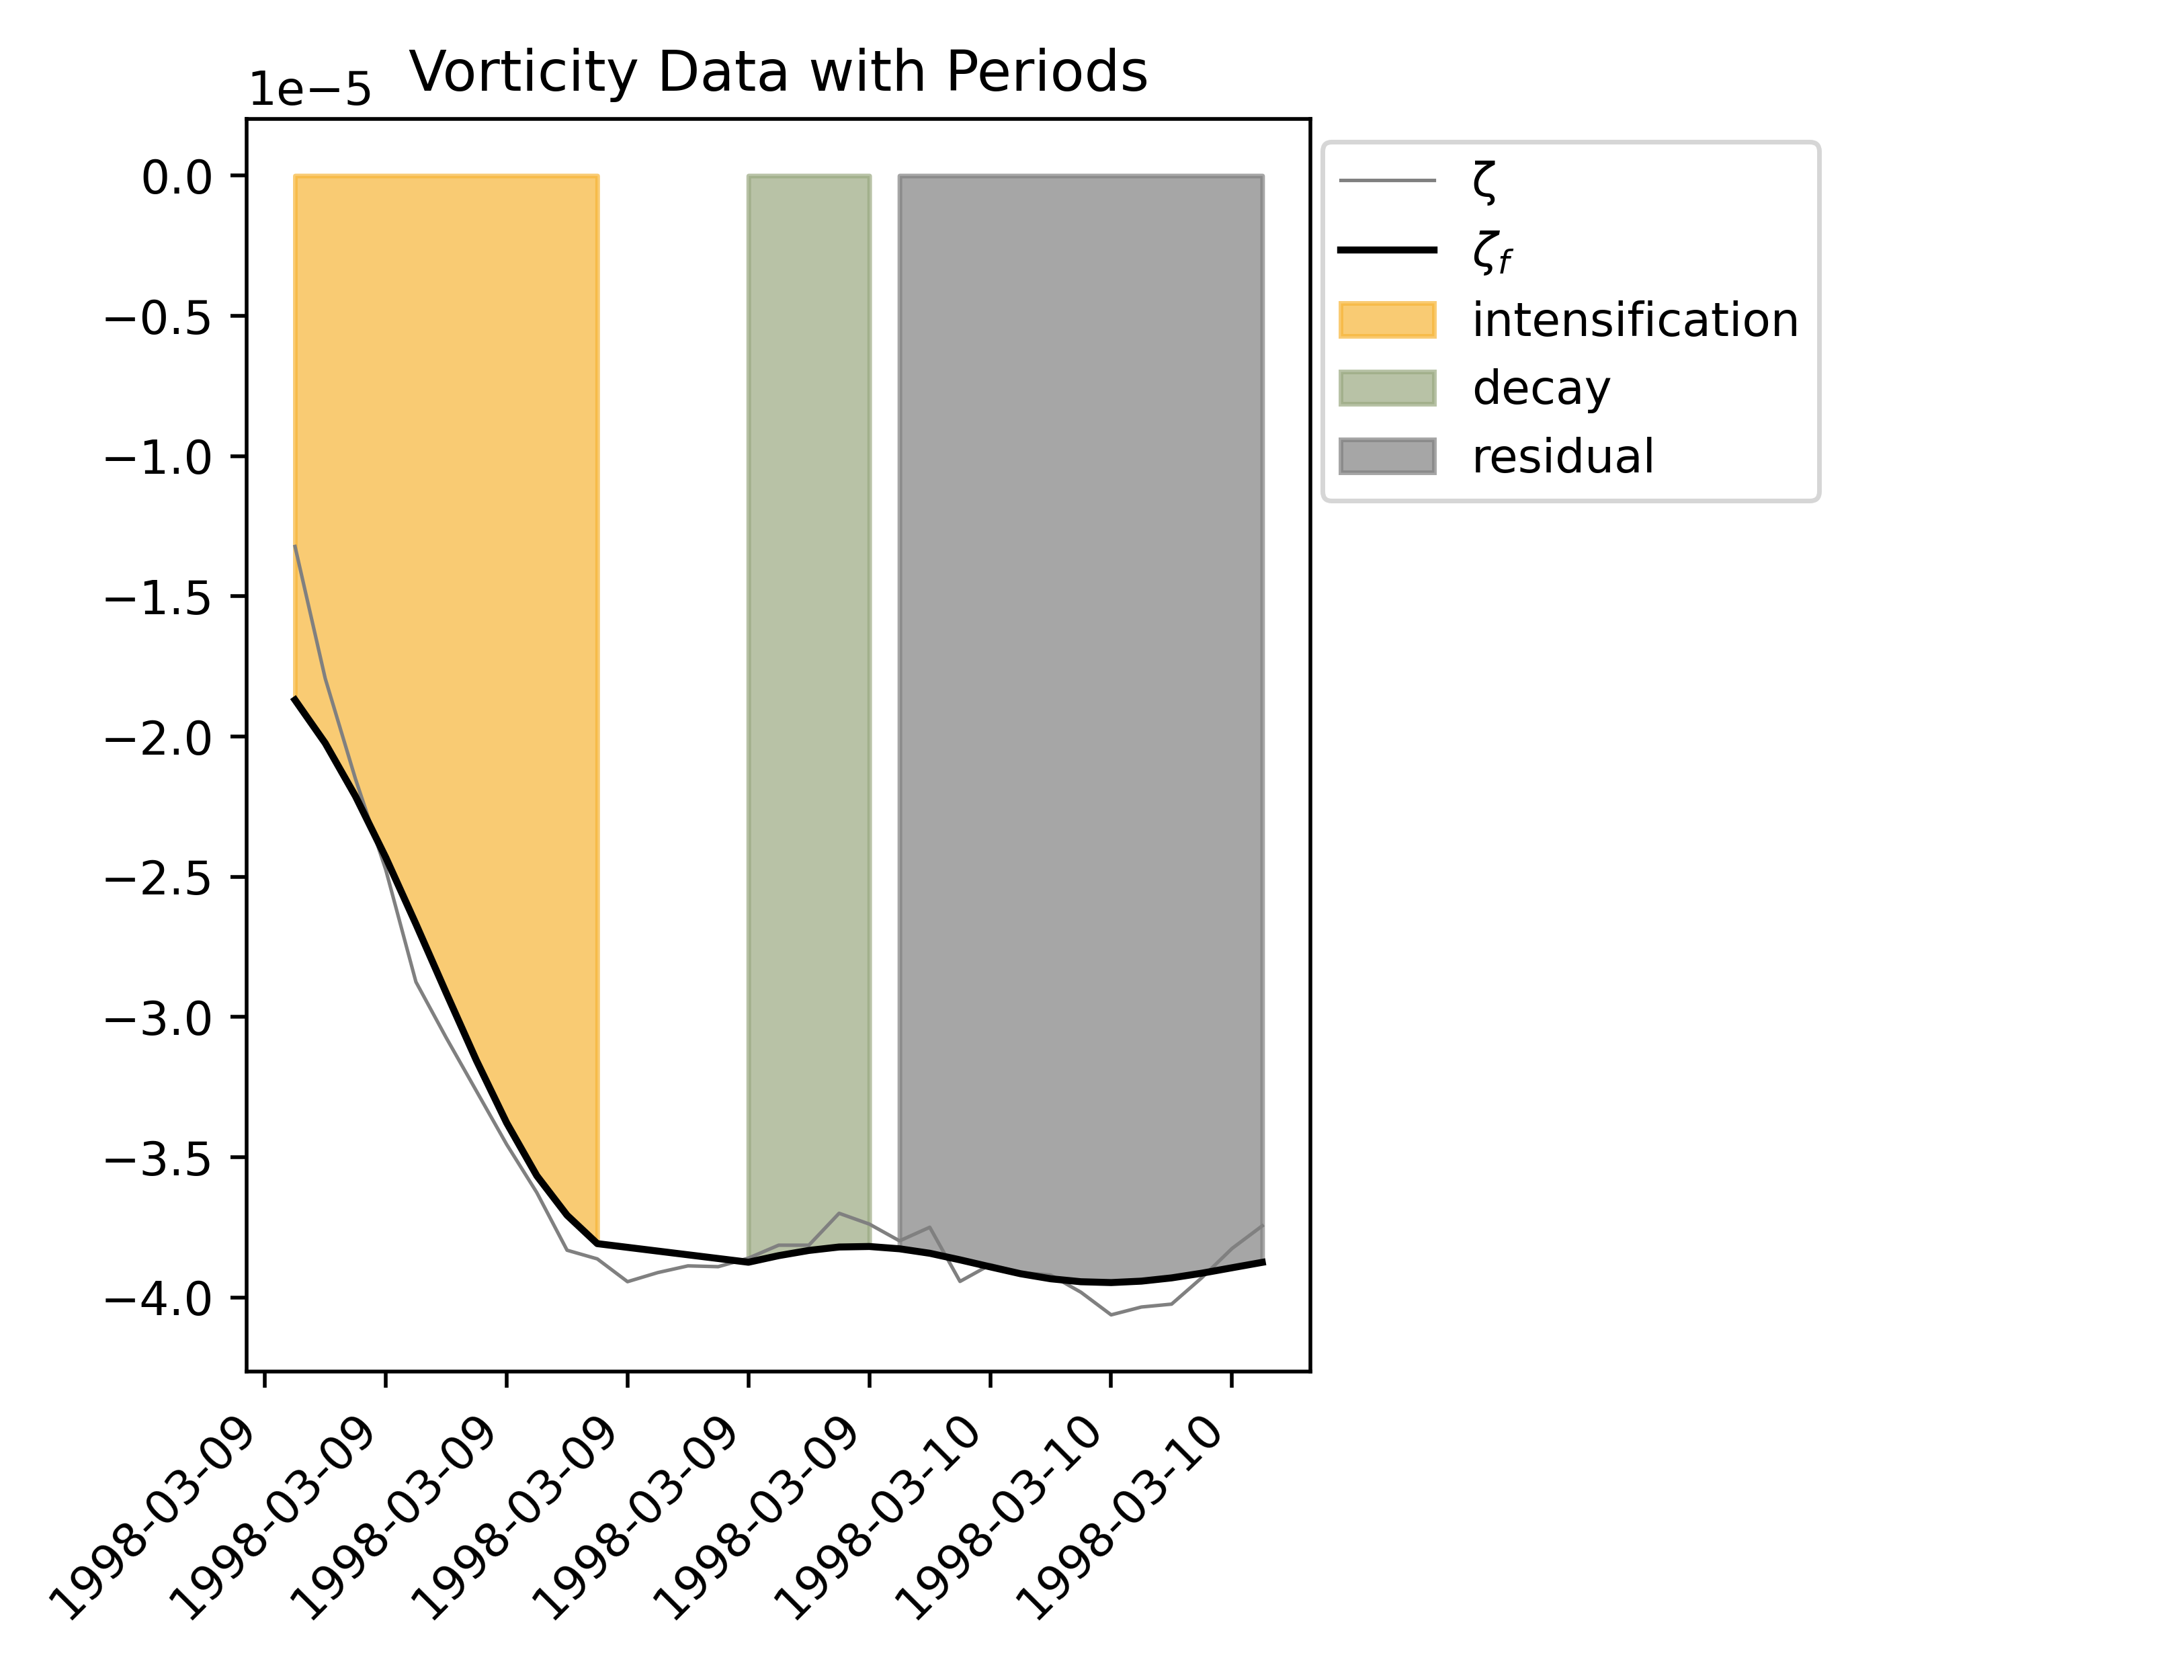 Vorticity Data with Periods
1e−5
0.0
−0.5
−1.0
−1.5
−2.0
−2.5
−3.0
−3.5
−4.0
1998-03-09
1998-03-09
1998-03-09
1998-03-09
1998-03-09
1998-03-09
1998-03-10
1998-03-10
1998-03-10
ζ
ζf
intensification
decay
residual